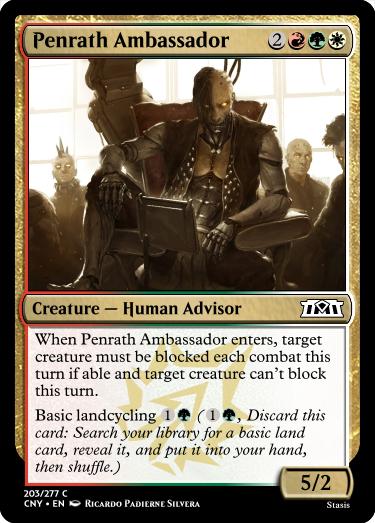 Penrath Ambassador 2
Creature — Human Advisor
When Penrath Ambassador enters, target
creature must be blocked each combat this
turn if able and target creature can't block
this turn.
Basic landcycling 1 ( 1 , Discard this
card: Search your library for a basic land
card, reveal it, and put it into your hand,
then shuffle.)
5/2
203/277 C
CNY • EN Ricardo Padierne Silvera
Stasis